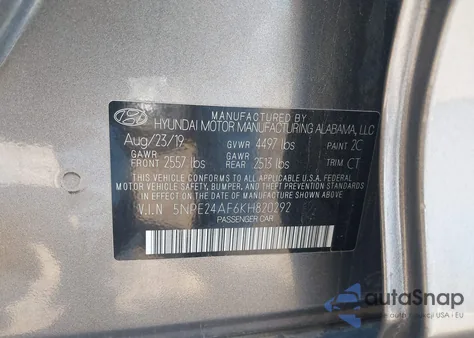 MANUFACTURED BY
HYUNDAI MOTOR MANUFACTURING ALABAMA, LLC
Aug/23/19 GVWR 4497 lbs PAINT 2C
GAWR FRONT 2557 lbs GAWR REAR 2513 lbs TRIM CT
THIS VEHICLE CONFORMS TO ALL APPLICABLE FEDERAL
MOTOR VEHICLE SAFETY, BUMPER, AND THEFT PREVENTION
STANDARDS IN EFFECT ON THE DATE OF MANUFACTURE
SHOWN ABOVE.
V.I.N 5NPE24AF6KH820292
PASSENGER CAR
autoSnap
USA • EU